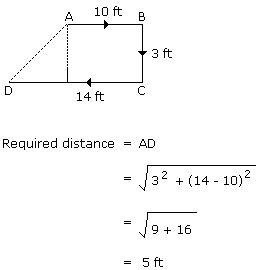 10 ft
A B
3 ft
D C
14 ft
Required distance = AD
= √3² + (14 - 10)²
= √9 + 16
= 5 ft